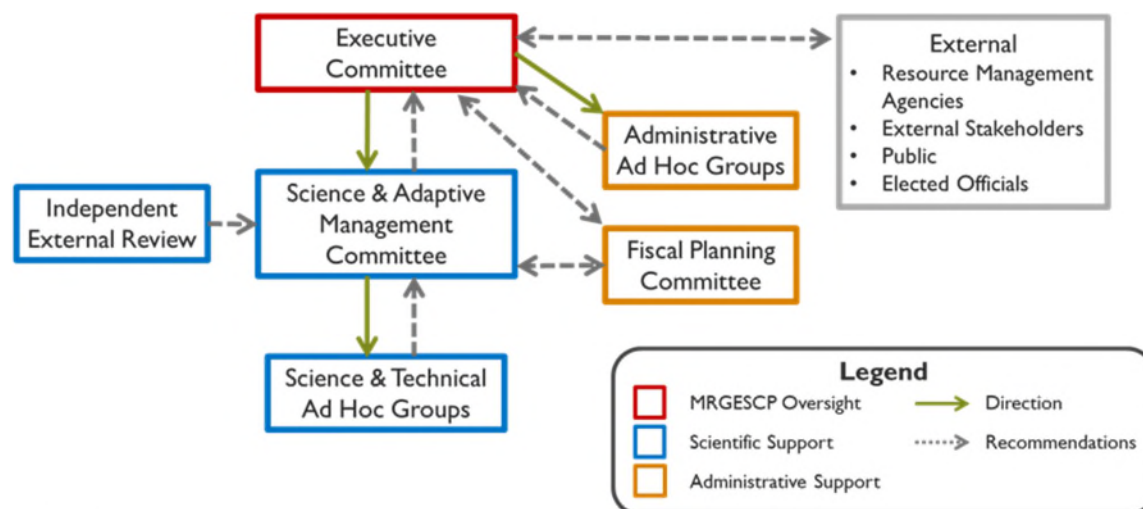 Executive
Committee
External
• Resource Management
Agencies
• External Stakeholders
• Public
• Elected Officials
Administrative
Ad Hoc Groups
Independent
External Review
Science & Adaptive
Management
Committee
Fiscal Planning
Committee
Science & Technical
Ad Hoc Groups
Legend
MRGESCP Oversight
Direction
Scientific Support
Recommendations
Administrative Support